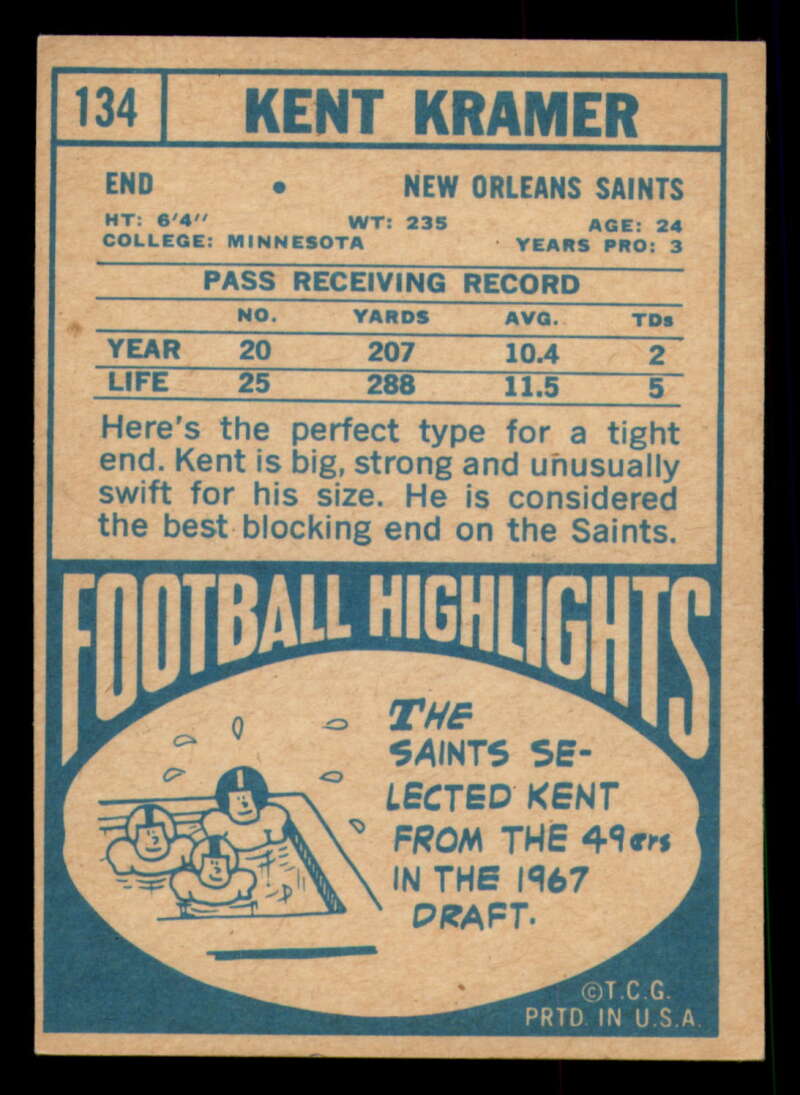 134 KENT KRAMER
END • NEW ORLEANS SAINTS
HT: 6'4" WT: 235 AGE: 24
COLLEGE: MINNESOTA YEARS PRO: 3
PASS RECEIVING RECORD
NO. YARDS AVG. TDs
YEAR 20 207 10.4 2
LIFE 25 288 11.5 5
Here's the perfect type for a tight
end. Kent is big, strong and unusually
swift for his size. He is considered
the best blocking end on the Saints.
FOOTBALL HIGHLIGHTS
THE
SAINTS SE-
LECTED KENT
FROM THE 49ers
IN THE 1967
DRAFT.
©T.C.G.
PRTD. IN U.S.A.